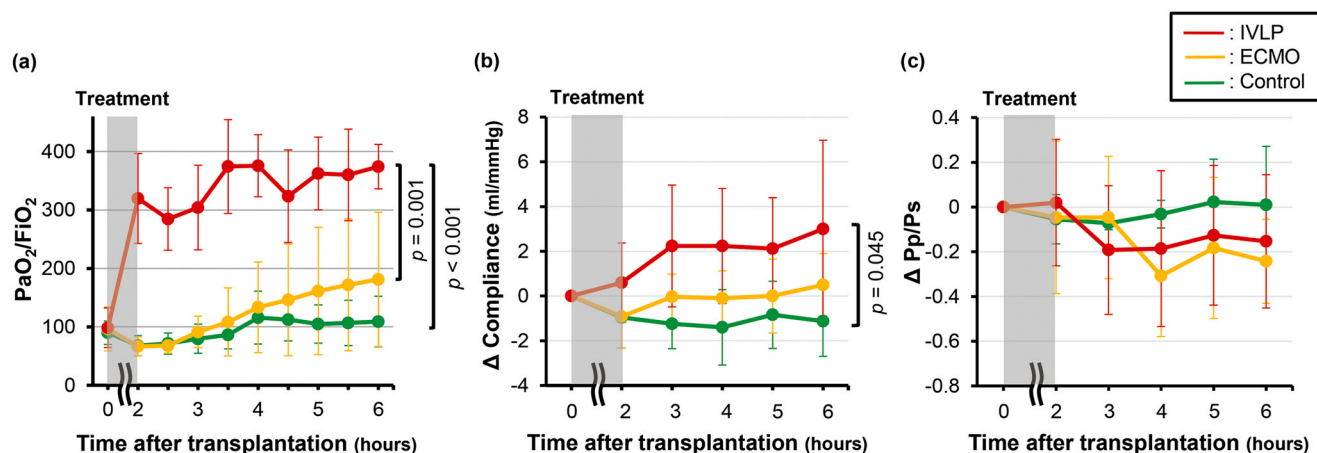 : IVLP
: ECMO
: Control
(a)
Treatment
PaO2/FiO2
400
300
200
100
0
0 2 3 4 5 6
Time after transplantation (hours)
p = 0.001
p < 0.001
(b)
Treatment
Δ Compliance (ml/mmHg)
8
6
4
2
0
-2
-4
0 2 3 4 5 6
Time after transplantation (hours)
p = 0.045
(c)
Treatment
Δ Pp/Ps
0.4
0.2
0
-0.2
-0.4
-0.6
-0.8
0 2 3 4 5 6
Time after transplantation (hours)